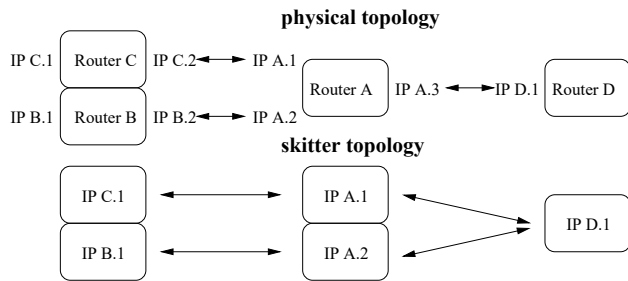 physical topology
IP C.1 Router C IP C.2 IP A.1
Router A IP A.3 IP D.1 Router D
IP B.1 Router B IP B.2 IP A.2
skitter topology
IP C.1 IP A.1
IP D.1
IP B.1 IP A.2